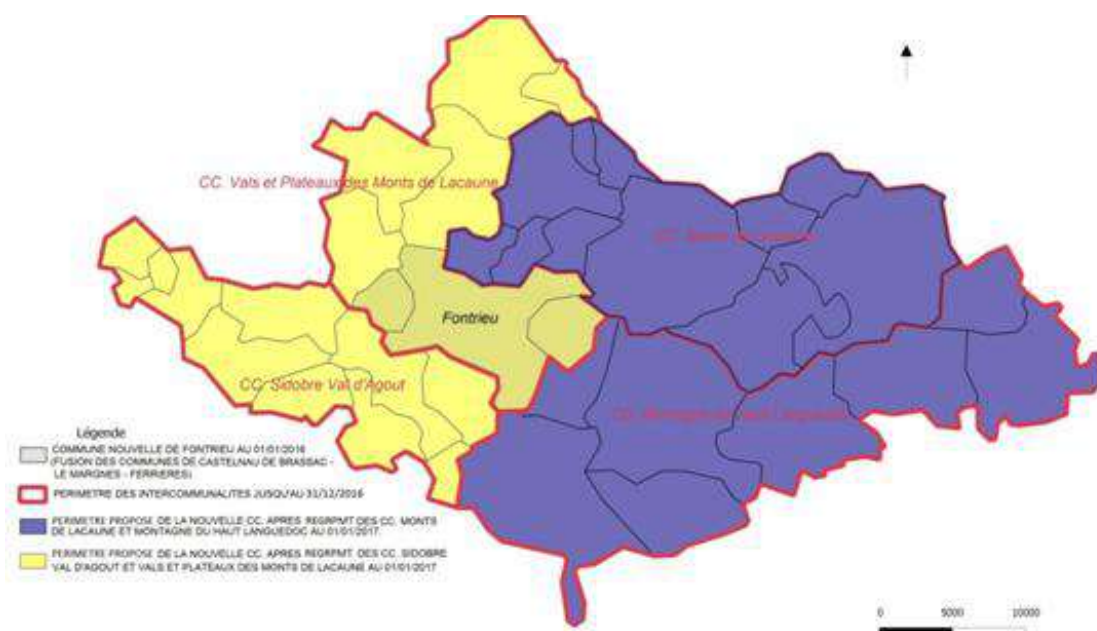 CC. Vals et Plateaux des Monts de Lacaune
Fontrieu
CC. Sidobre Val d'Agout
Légende
COMMUNE NOUVELLE DE FONTRIEU AU 01/01/2016
(FUSION DES COMMUNES DE CASTELNAU DE BRASSAC -
LE MARGNES - FERRIERES)
PERIMETRE DES INTERCOMMUNALITES JUSQU'AU 31/12/2016
PERIMETRE PROPOSE DE LA NOUVELLE CC. APRES REGRPMT DES CC. MONTS
DE LACAUNE ET MONTAGNE DU HAUT LANGUEDOC AU 01/01/2017.
PERIMETRE PROPOSE DE LA NOUVELLE CC. APRES REGRPMT DES CC. SIDOBRE
VAL D'AGOUT ET VALS ET PLATEAUX DES MONTS DE LACAUNE AU 01/01/2017
0 5000 10000